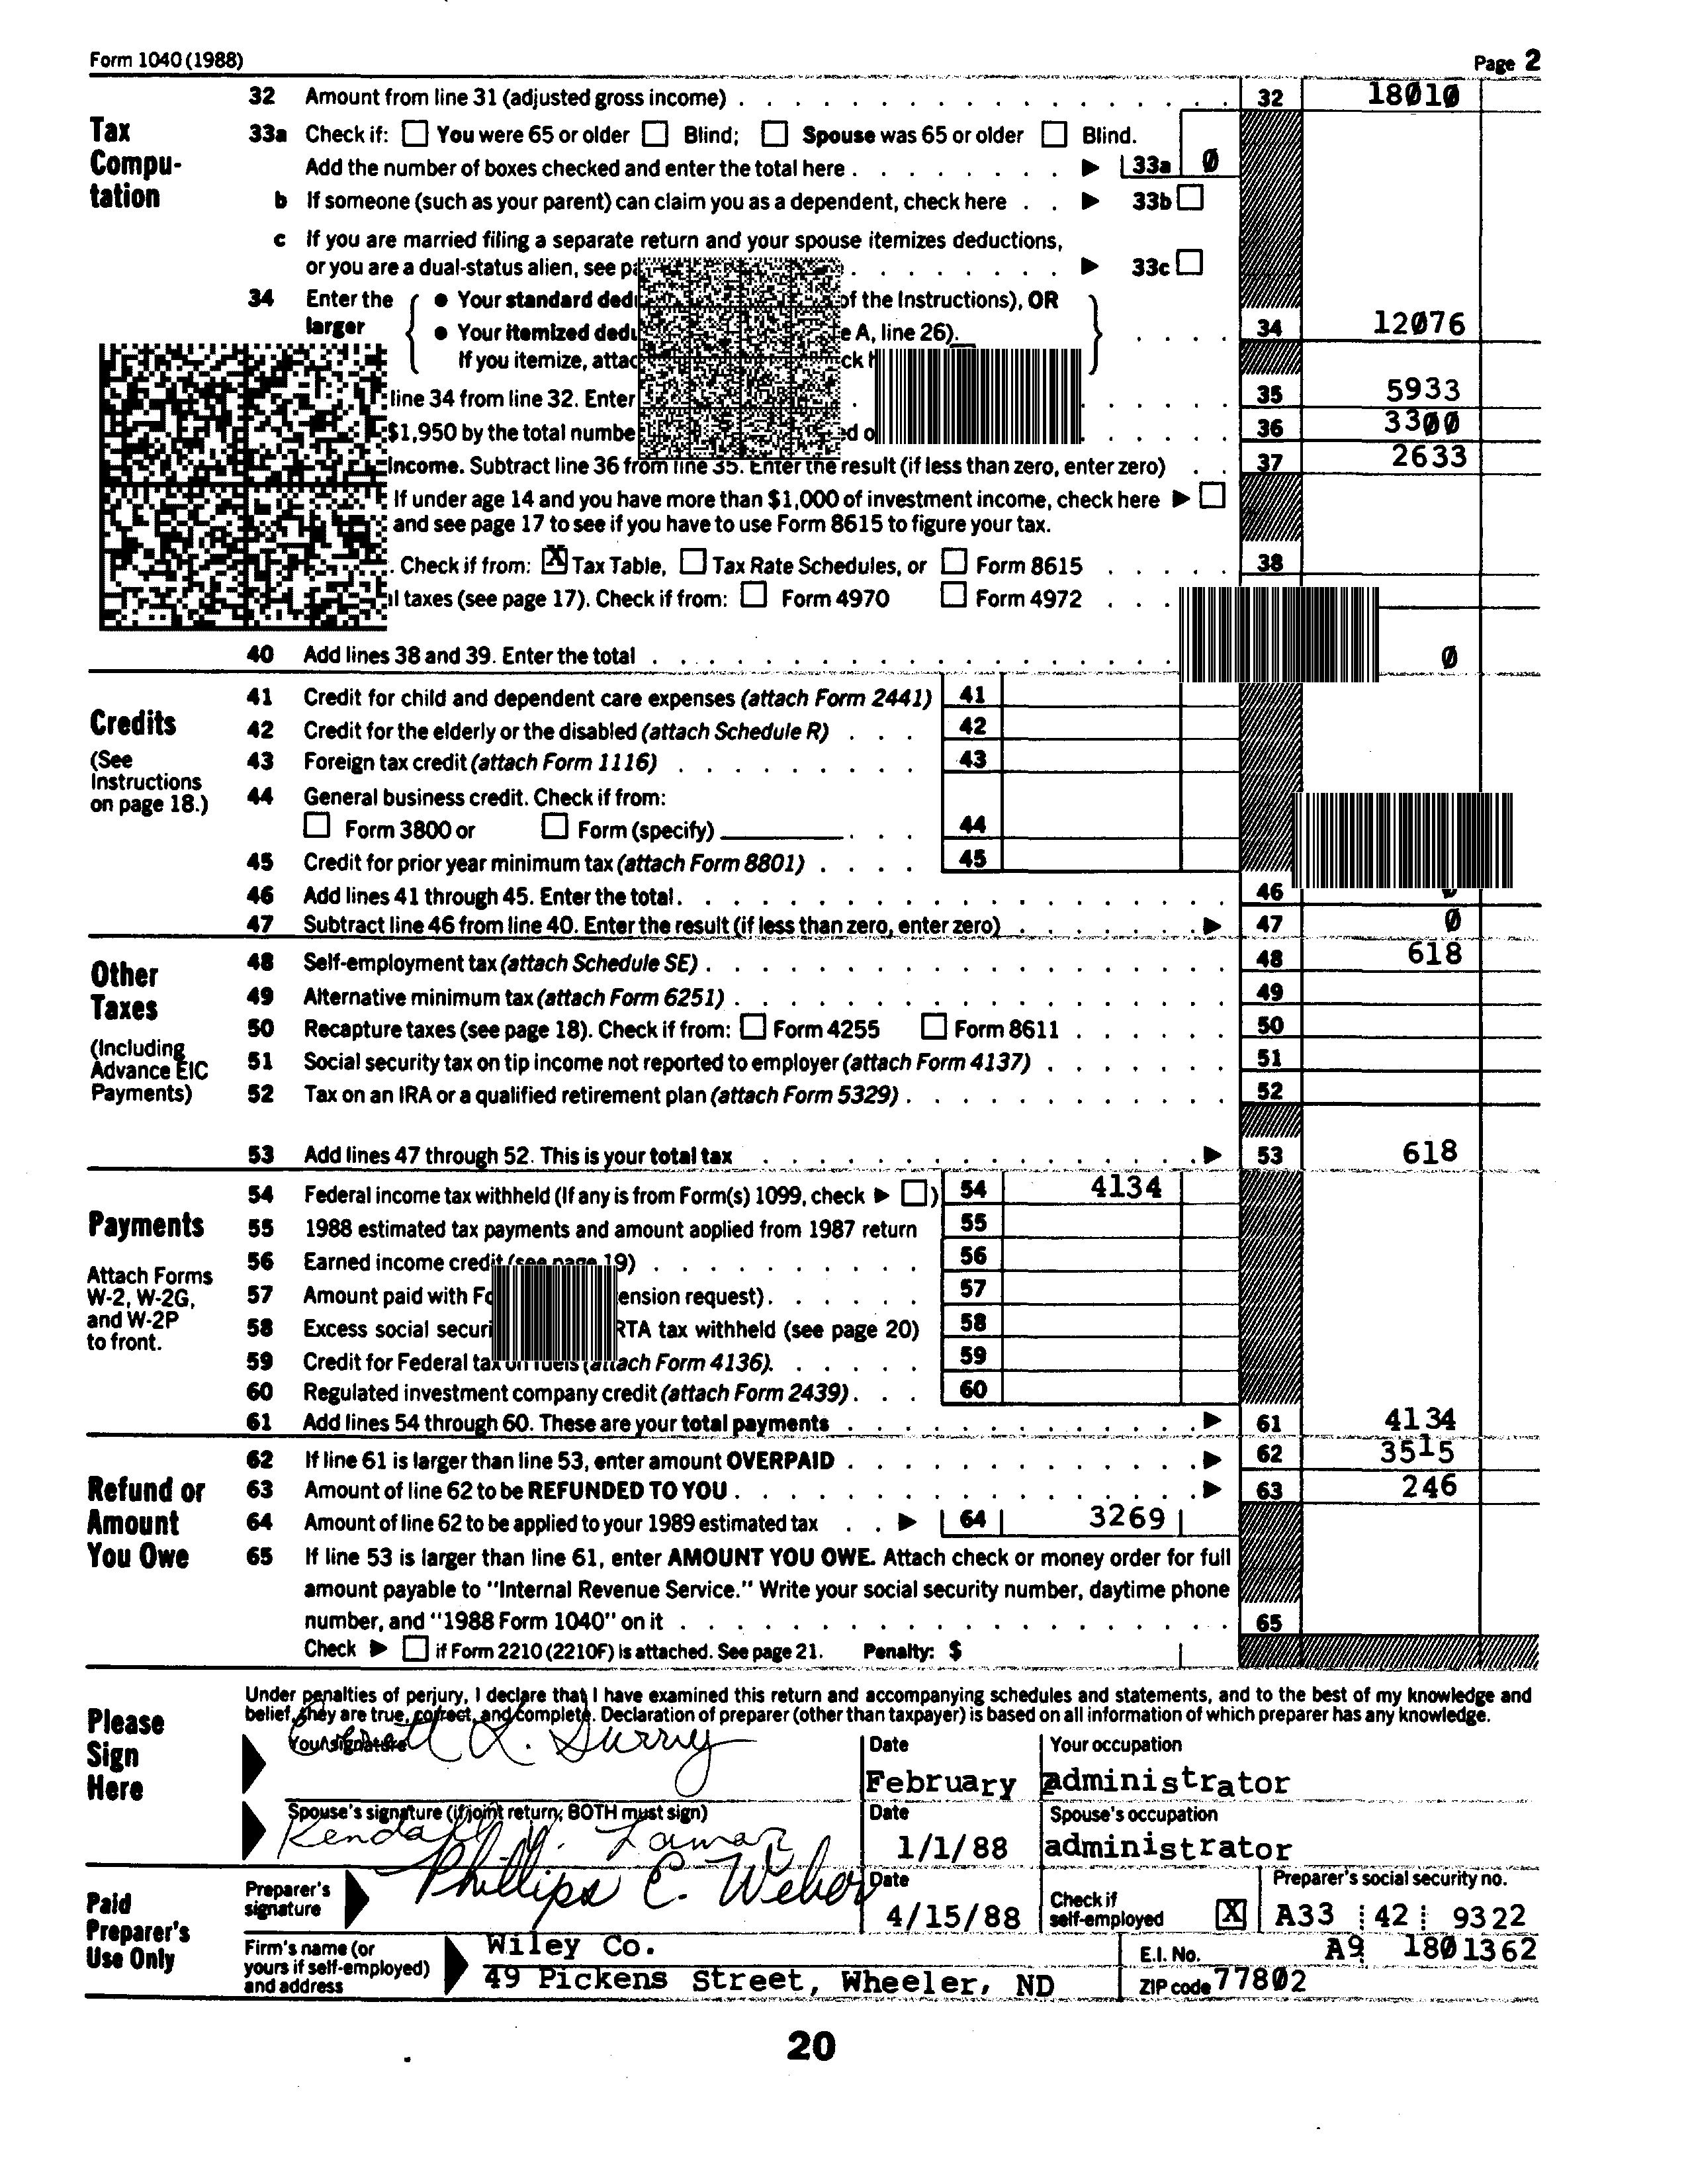 Form 1040 (1988) Page 2
32 Amount from line 31 (adjusted gross income) 32 18010
Tax Compu- tation
33a Check if: You were 65 or older Blind; Spouse was 65 or older Blind.
Add the number of boxes checked and enter the total here 33a 0
b If someone (such as your parent) can claim you as a dependent, check here 33b
c If you are married filing a separate return and your spouse itemizes deductions,
or you are a dual-status alien, see 33c
34 Enter the larger
• Your standard of the Instructions), OR
• Your itemized A, line 26). 34 12076
If you itemize,
line 34 from line 32. Enter 35 5933
$1,950 by the total 36 3300
Income. Subtract line 36 from line 35. Enter the result (if less than zero, enter zero) 37 2633
If under age 14 and you have more than $1,000 of investment income, check here
and see page 17 to see if you have to use Form 8615 to figure your tax.
Check if from: X Tax Table, Tax Rate Schedules, or Form 8615 38
taxes (see page 17). Check if from: Form 4970 Form 4972
40 Add lines 38 and 39. Enter the total 0
Credits
(See Instructions on page 18.)
41 Credit for child and dependent care expenses (attach Form 2441) 41
42 Credit for the elderly or the disabled (attach Schedule R) 42
43 Foreign tax credit (attach Form 1116) 43
44 General business credit. Check if from:
Form 3800 or Form (specify) 44
45 Credit for prior year minimum tax (attach Form 8801) 45
46 Add lines 41 through 45. Enter the total 46
47 Subtract line 46 from line 40. Enter the result (if less than zero, enter zero) 47 0
Other Taxes
(Including Advance EIC Payments)
48 Self-employment tax (attach Schedule SE) 48 618
49 Alternative minimum tax (attach Form 6251) 49
50 Recapture taxes (see page 18). Check if from: Form 4255 Form 8611 50
51 Social security tax on tip income not reported to employer (attach Form 4137) 51
52 Tax on an IRA or a qualified retirement plan (attach Form 5329) 52
53 Add lines 47 through 52. This is your total tax 53 618
Payments
Attach Forms W-2, W-2G, and W-2P to front.
54 Federal income tax withheld (If any is from Form(s) 1099, check ) 54 4134
55 1988 estimated tax payments and amount applied from 1987 return 55
56 Earned income credit (see page 19) 56
57 Amount paid with request) 57
58 Excess social tax withheld (see page 20) 58
59 Credit for Federal tax on fuels (attach Form 4136) 59
60 Regulated investment company credit (attach Form 2439) 60
61 Add lines 54 through 60. These are your total payments 61 4134
Refund or Amount You Owe
62 If line 61 is larger than line 53, enter amount OVERPAID 62 3515
63 Amount of line 62 to be REFUNDED TO YOU 63 246
64 Amount of line 62 to be applied to your 1989 estimated tax 64 3269
65 If line 53 is larger than line 61, enter AMOUNT YOU OWE. Attach check or money order for full
amount payable to "Internal Revenue Service." Write your social security number, daytime phone
number, and "1988 Form 1040" on it 65
Check if Form 2210 (2210F) is attached. See page 21. Penalty: $
Please Sign Here
Under penalties of perjury, I declare that I have examined this return and accompanying schedules and statements, and to the best of my knowledge and
belief, they are true, correct, and complete. Declaration of preparer (other than taxpayer) is based on all information of which preparer has any knowledge.
Your signature Date Your occupation
L. Surry February administrator
Spouse's signature (if joint return, BOTH must sign) Date Spouse's occupation
Lamar 1/1/88 administrator
Paid Preparer's Use Only
Preparer's signature Phillips C. Weber Date 4/15/88 Check if self-employed X Preparer's social security no. A33 42 9322
Firm's name (or yours if self-employed) and address
Wiley Co. E.I. No. A9 1801362
49 Pickens Street, Wheeler, ND ZIP code 77802
20